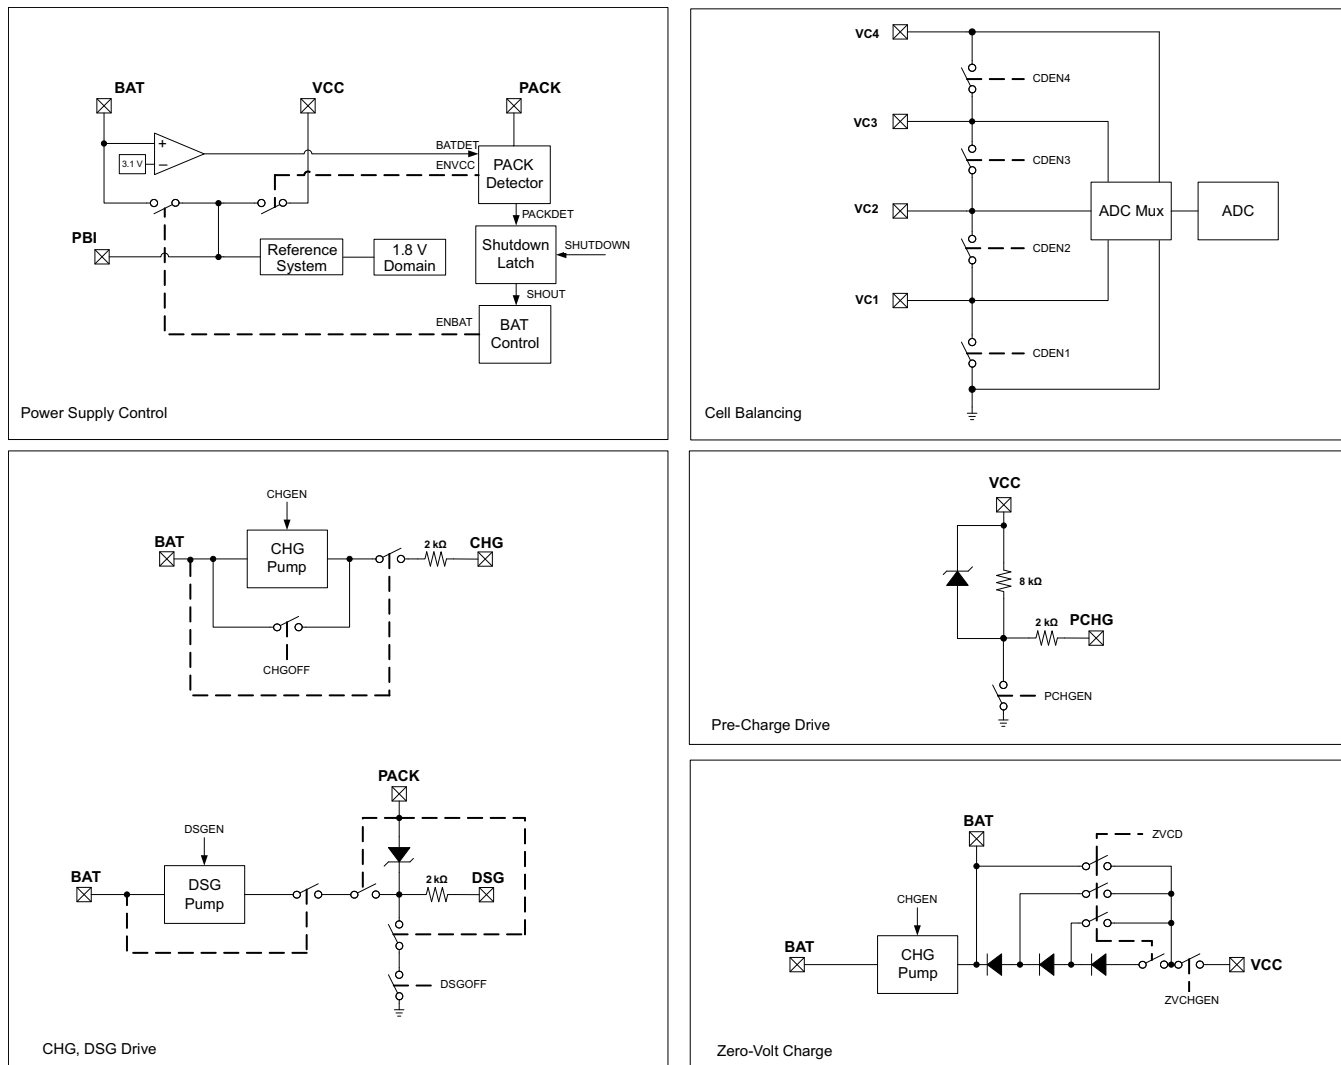 BAT
VCC
PACK
3.1 V
+
−
BATDET
ENVCC
PACK
Detector
PACKDET
PBI
Reference
System
1.8 V
Domain
Shutdown
Latch
SHUTDOWN
SHOUT
ENBAT
BAT
Control
Power Supply Control
VC4
CDEN4
VC3
CDEN3
VC2
ADC Mux
ADC
CDEN2
VC1
CDEN1
Cell Balancing
CHGEN
BAT
CHG
Pump
2 kΩ
CHG
CHGOFF
PACK
DSGEN
BAT
DSG
Pump
2 kΩ
DSG
DSGOFF
CHG, DSG Drive
VCC
8 kΩ
2 kΩ
PCHG
PCHGEN
Pre-Charge Drive
BAT
ZVCD
CHGEN
BAT
CHG
Pump
VCC
ZVCHGEN
Zero-Volt Charge